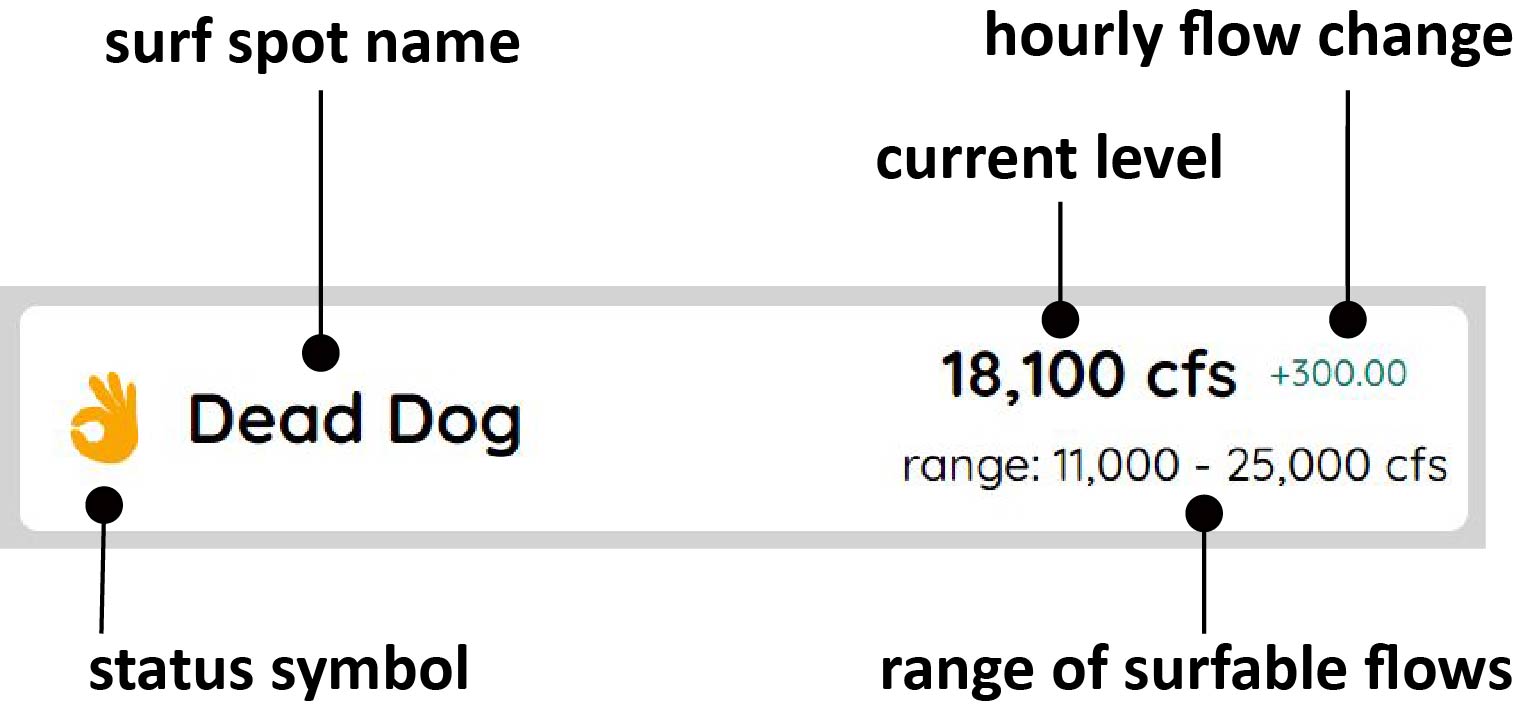 surf spot name
hourly flow change
current level
Dead Dog
18,100 cfs +300.00
range: 11,000 - 25,000 cfs
status symbol
range of surfable flows